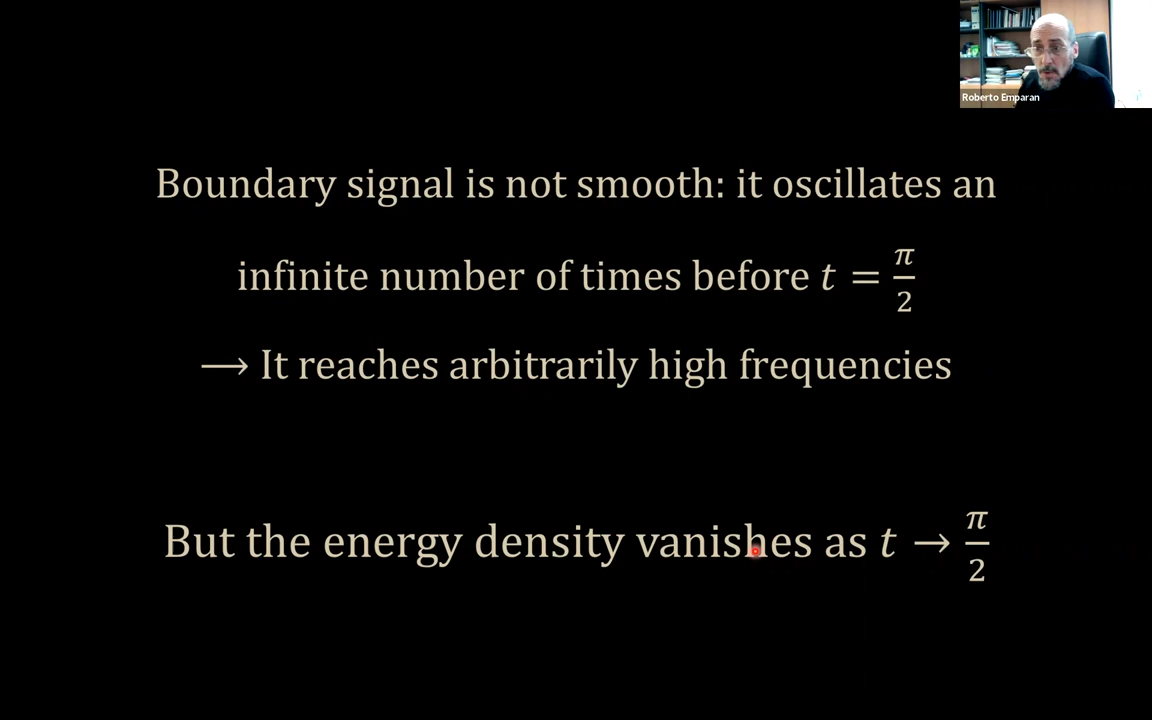 Roberto Emparan
Boundary signal is not smooth: it oscillates an
infinite number of times before t = π/2
⟶ It reaches arbitrarily high frequencies
But the energy density vanishes as t → π/2